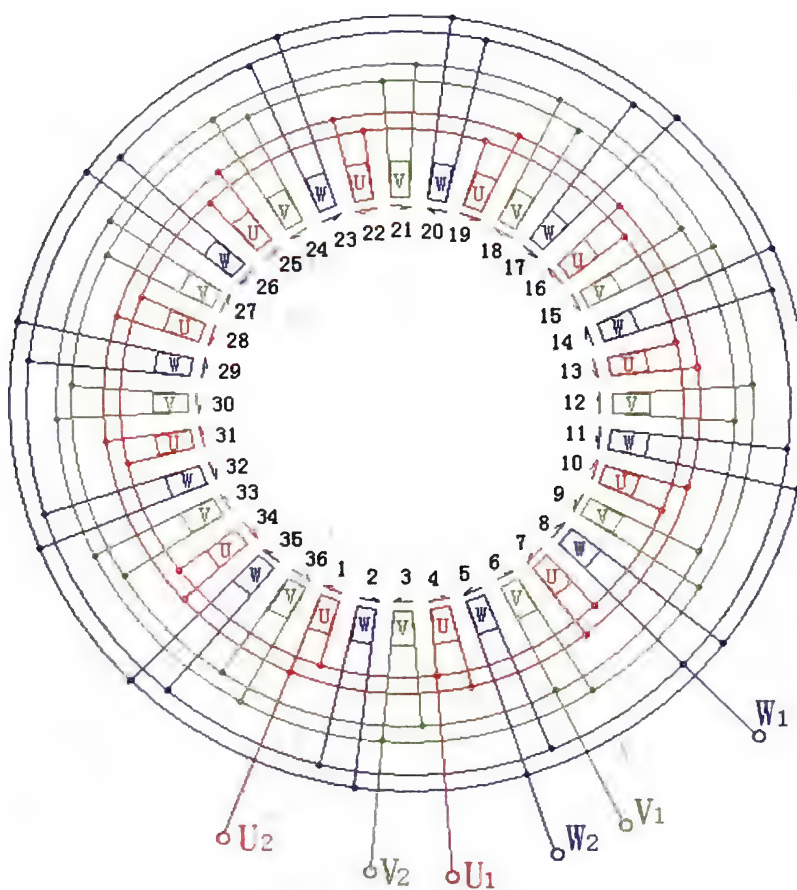 W U V W U
V V
24 23 22 21 20 19 18
U W
25 17
W U
26 16
V V
27 15
U W
28 14
W U
29 13
V V
30 12
U W
31 11
W U
32 10
V V
33 9
34 8
U W
35 7
W U
36 1 2 3 4 5 6
V V
U W V U W
W1
V1
U2 W2
V2 U1